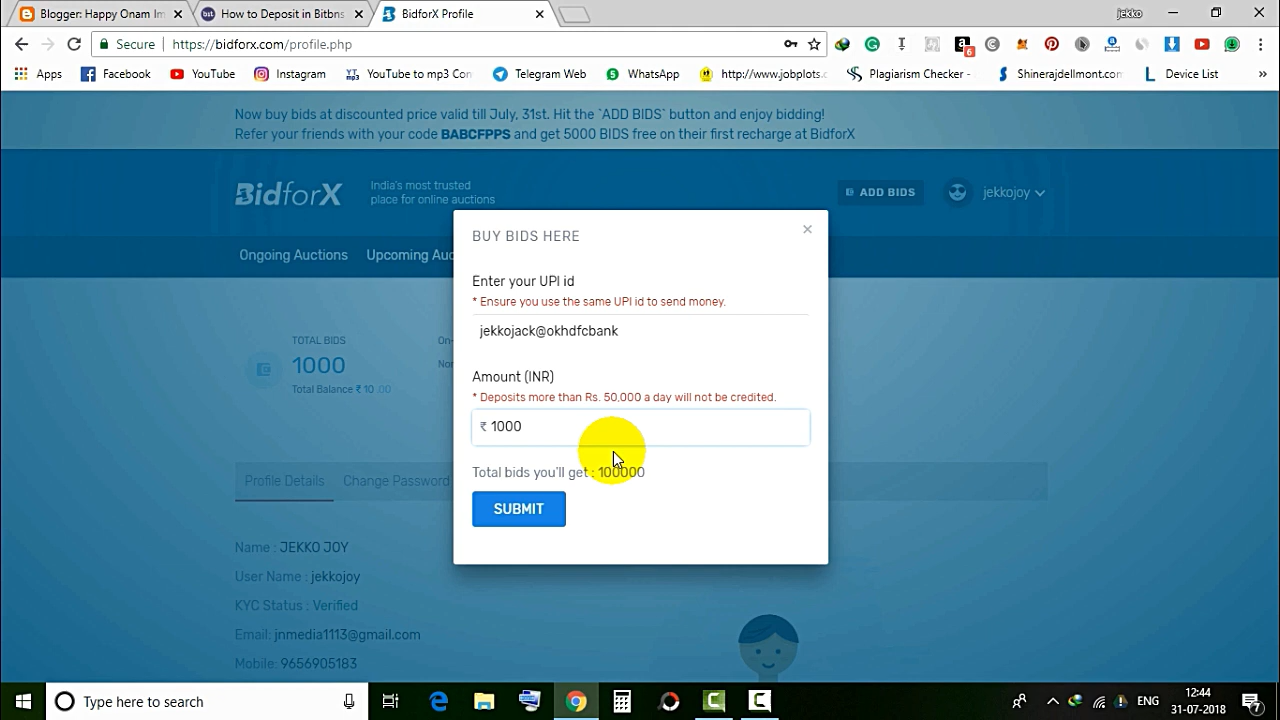 Blogger: Happy Onam Im
How to Deposit in Bitbns
BidforX Profile
jekko
Secure
https://bidforx.com/profile.php
6
Apps
Facebook
YouTube
Instagram
YouTube to mp3 Con
Telegram Web
WhatsApp
http://www.jobplots.c
Plagiarism Checker -
Shinerajdellmont.com
Device List
Now buy bids at discounted price valid till July, 31st. Hit the `ADD BIDS` button and enjoy bidding!
Refer your friends with your code BABCFPPS and get 5000 BIDS free on their first recharge at BidforX
BidforX
India's most trusted
place for online auctions
ADD BIDS
jekkojoy
Ongoing Auctions
Upcoming Auc
BUY BIDS HERE
×
Enter your UPI id
* Ensure you use the same UPI id to send money.
jekkojack@okhdfcbank
Amount (INR)
* Deposits more than Rs. 50,000 a day will not be credited.
₹ 1000
Total bids you'll get : 100000
SUBMIT
TOTAL BIDS
1000
Total Balance ₹ 10.00
On-
Non
Profile Details
Change Password
Name : JEKKO JOY
User Name : jekkojoy
KYC Status : Verified
Email: jnmedia1113@gmail.com
Mobile: 9656905183
Type here to search
ENG
12:44
31-07-2018
7